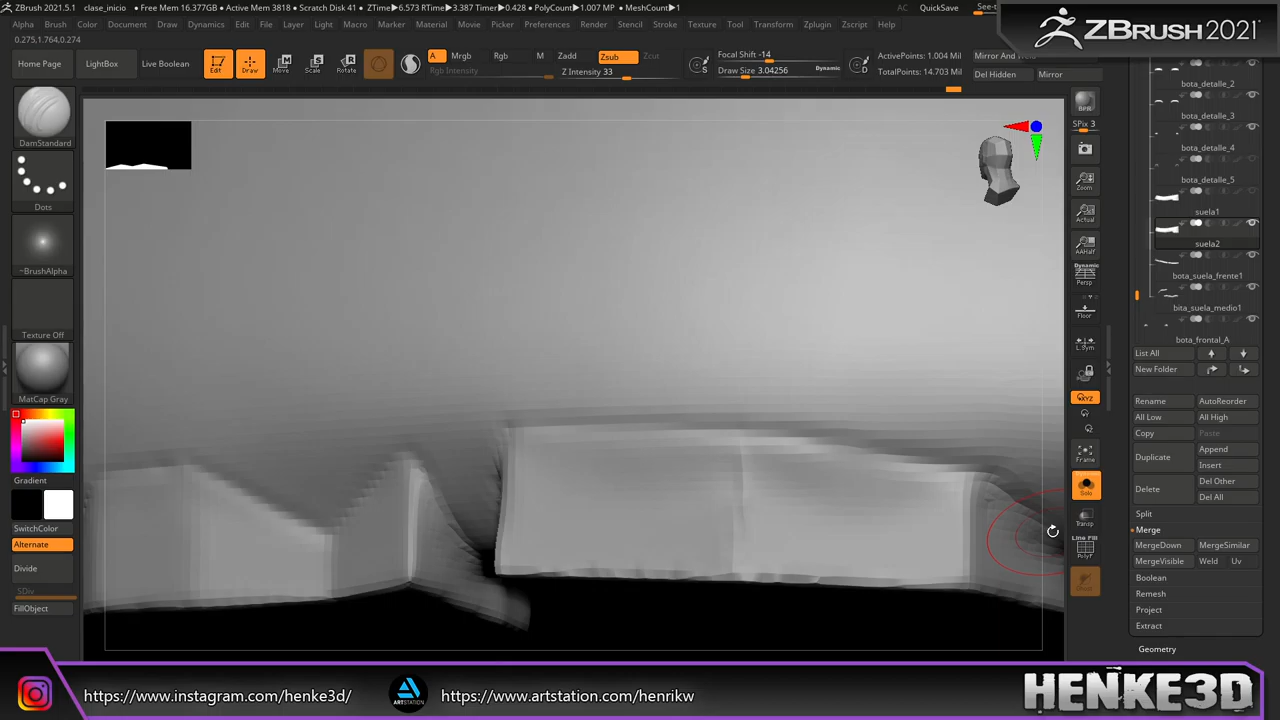 ZBrush 2021.5.1 clase_inicio • Free Mem 16.377GB • Active Mem 3818 • Scratch Disk 41 • ZTime▸6.573 RTime▸3.387 Timer▸0.428 • PolyCount▸1.007 MP • MeshCount▸1 AC QuickSave See-t
Alpha Brush Color Document Draw Dynamics Edit File Layer Light Macro Marker Material Movie Picker Preferences Render Stencil Stroke Texture Tool Transform Zplugin Zscript Help
ZBRUSH 2021
0.275,1.764,0.274
Home Page LightBox Live Boolean Edit Draw Move Scale Rotate
A Mrgb Rgb M Zadd Zsub Zcut
Rgb Intensity Z Intensity 33
Focal Shift -14
Draw Size 3.04256 Dynamic
S
D
ActivePoints: 1.004 Mil
TotalPoints: 14.703 Mil
Mirror And Weld
Del Hidden Mirror
DamStandard
Dots
~BrushAlpha
Texture Off
MatCap Gray
Gradient
SwitchColor
Alternate
Divide
SDiv
FillObject
BPR
SPix 3
Zoom
Actual
AAHalf
Dynamic
Persp
Floor
L.Sym
XYZ
Frame
Dynamic
Solo
Transp
Line Fill
PolyF
bota_detalle_2
bota_detalle_3
bota_detalle_4
bota_detalle_5
suela1
suela2
bota_suela_frente1
bita_suela_medio1
bota_frontal_A
List All
New Folder
Rename AutoReorder
All Low All High
Copy Paste
Duplicate Append
Insert
Delete Del Other
Del All
Split
Merge
MergeDown MergeSimilar
MergeVisible Weld Uv
Boolean
Remesh
Project
Extract
Geometry
https://www.instagram.com/henke3d/
ARTSTATION
https://www.artstation.com/henrikw
HENKE3D